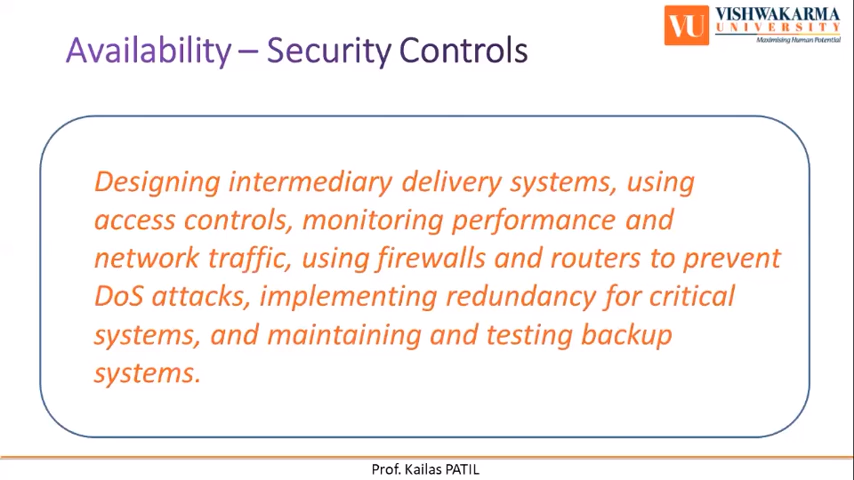 Availability – Security Controls
VU
VISHWAKARMA
UNIVERSITY
Maximising Human Potential
Designing intermediary delivery systems, using
access controls, monitoring performance and
network traffic, using firewalls and routers to prevent
DoS attacks, implementing redundancy for critical
systems, and maintaining and testing backup
systems.
Prof. Kailas PATIL